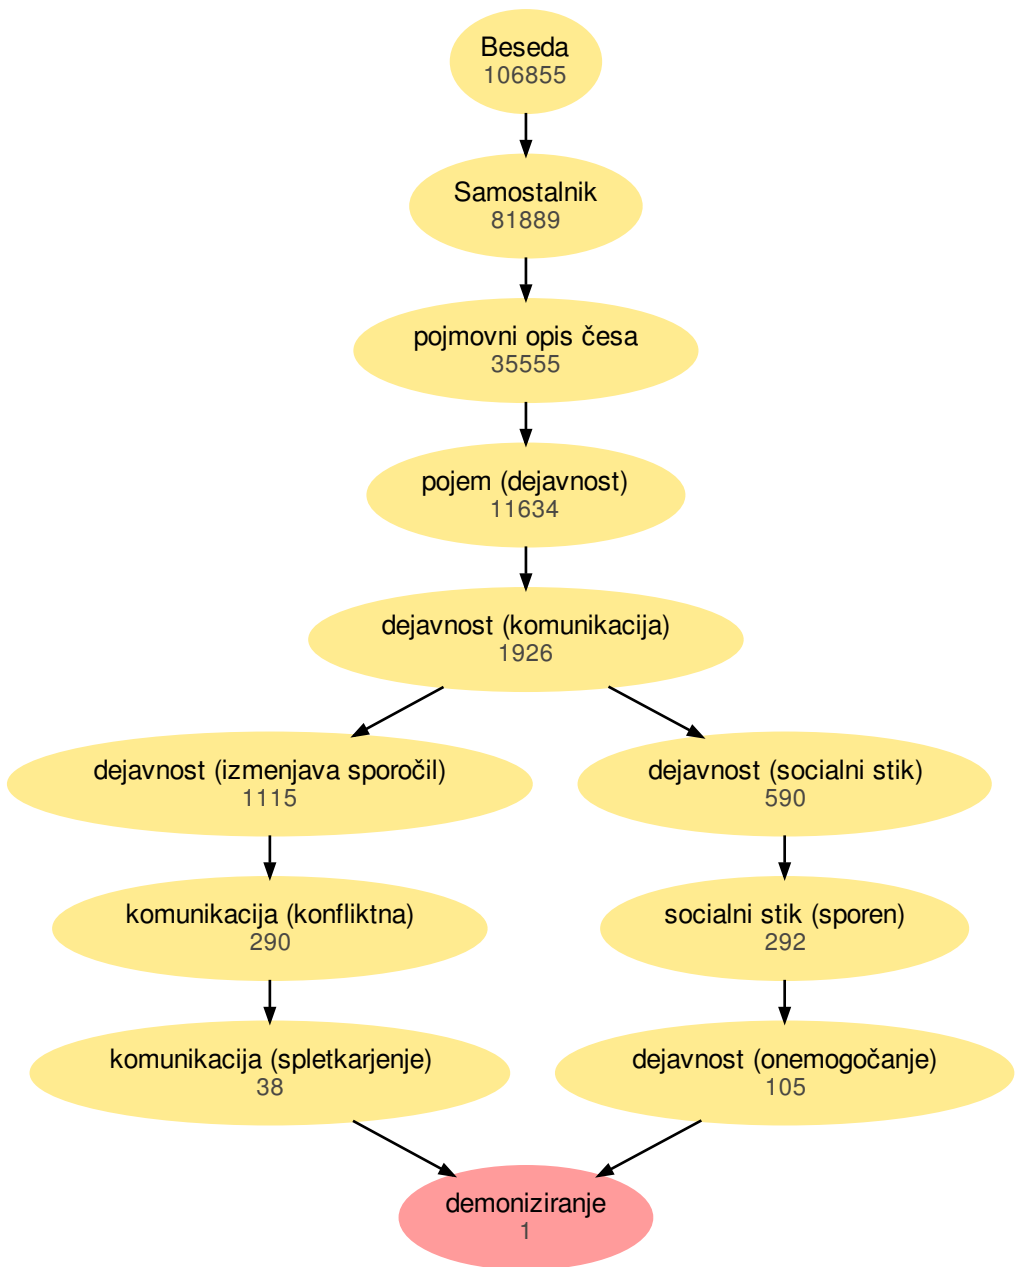 Beseda
106855
Samostalnik
81889
pojmovni opis česa
35555
pojem (dejavnost)
11634
dejavnost (komunikacija)
1926
dejavnost (izmenjava sporočil)
1115
dejavnost (socialni stik)
590
komunikacija (konfliktna)
290
socialni stik (sporen)
292
komunikacija (spletkarjenje)
38
dejavnost (onemogočanje)
105
demoniziranje
1